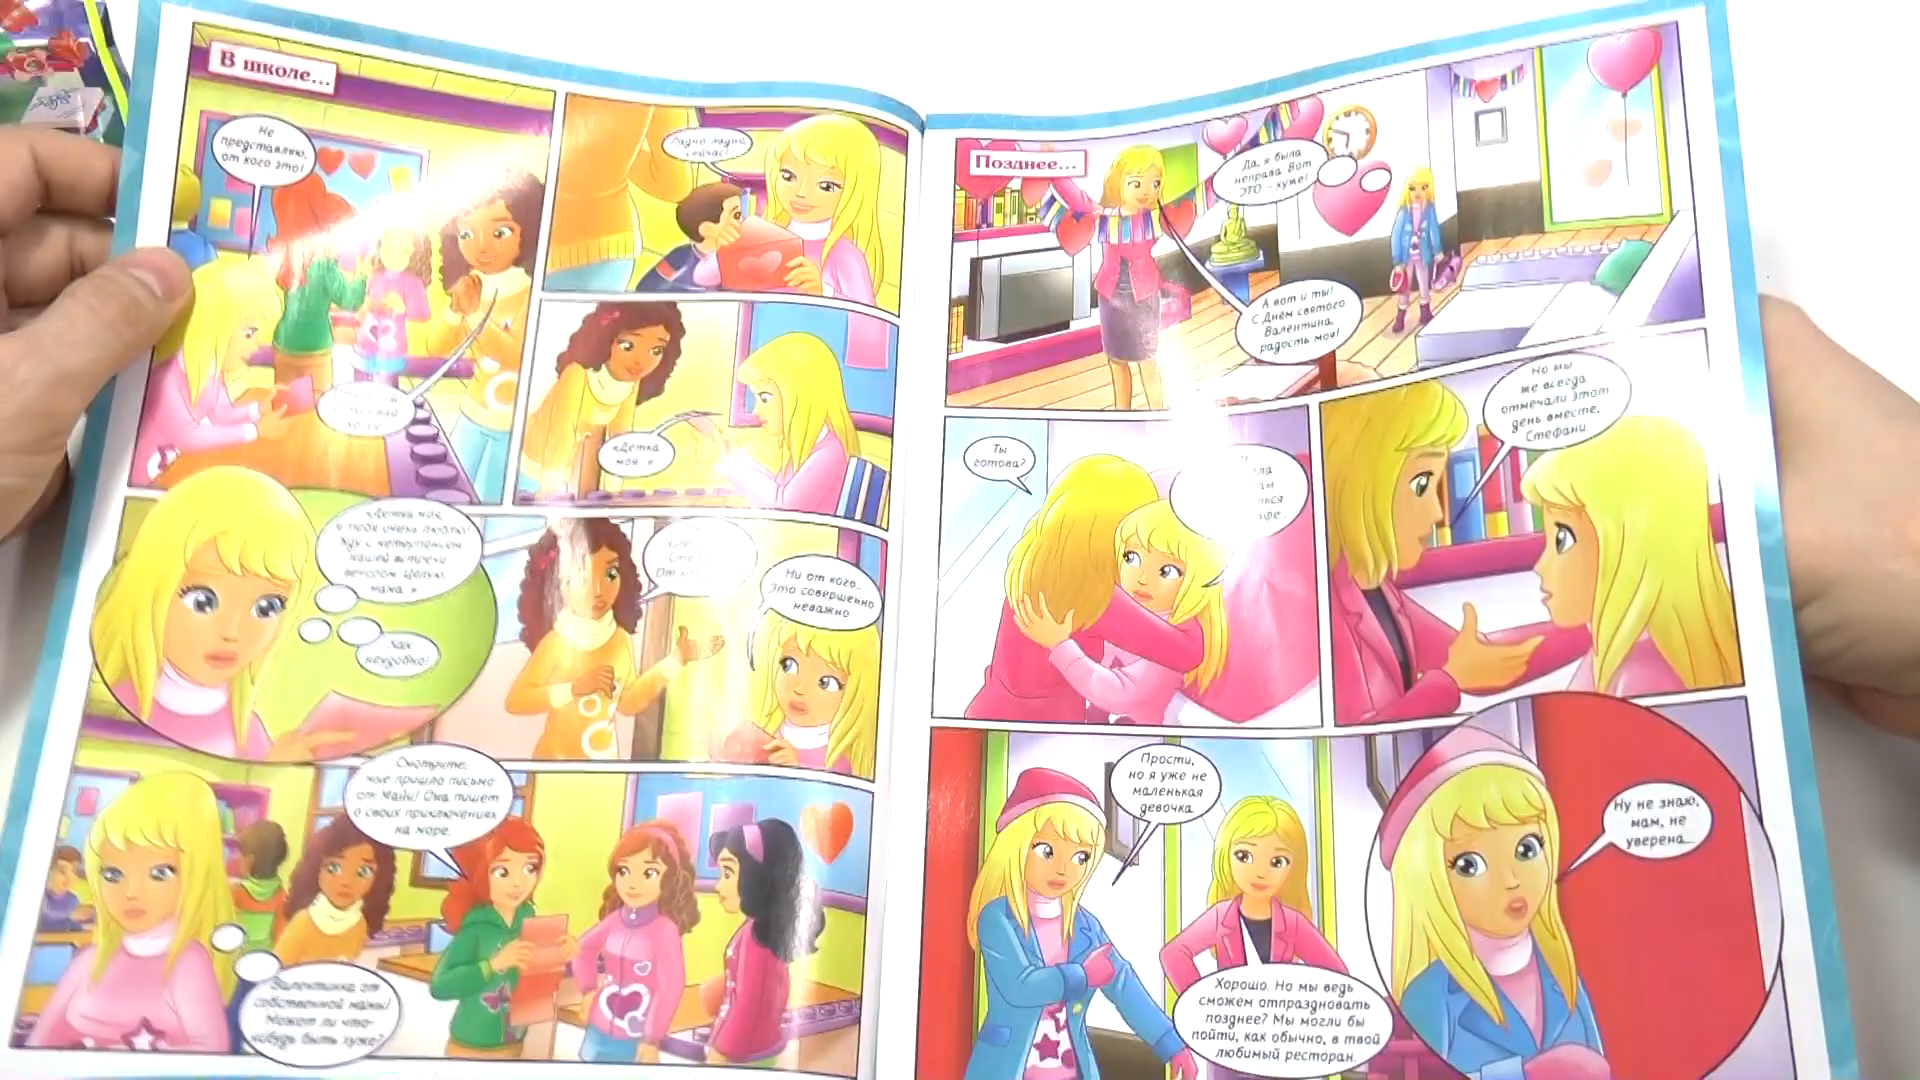 В школе...
Не
представляю,
от кого это!
Ладно, ладно,
сейчас!
«Детка
моя
«Детка моя,
я тебя очень люблю!
Жду с нетерпением
нашей встречи
вечером. Целую,
мама.»
Как
неудобно!
От
Ни от кого...
Это совершенно
неважно
Смотрите,
мне пришло письмо
от Майи! Она пишет
о своих приключениях
на море.
Валентинка от
собственной мамы!
Может ли что-
нибудь быть хуже?
Позднее...
Да, я была
неправа. Вот
ЭТО - хуже!
А вот и ты!
С Днём святого
Валентина,
радость моя!
Ты
готова?
Но мы
же всегда
отмечали этот
день вместе,
Стефани
Прости,
но я уже не
маленькая
девочка
Хорошо. Но мы ведь
сможем отпраздновать
позднее? Мы могли бы
пойти, как обычно, в твой
любимый ресторан.
Ну не знаю,
мам, не
уверена...